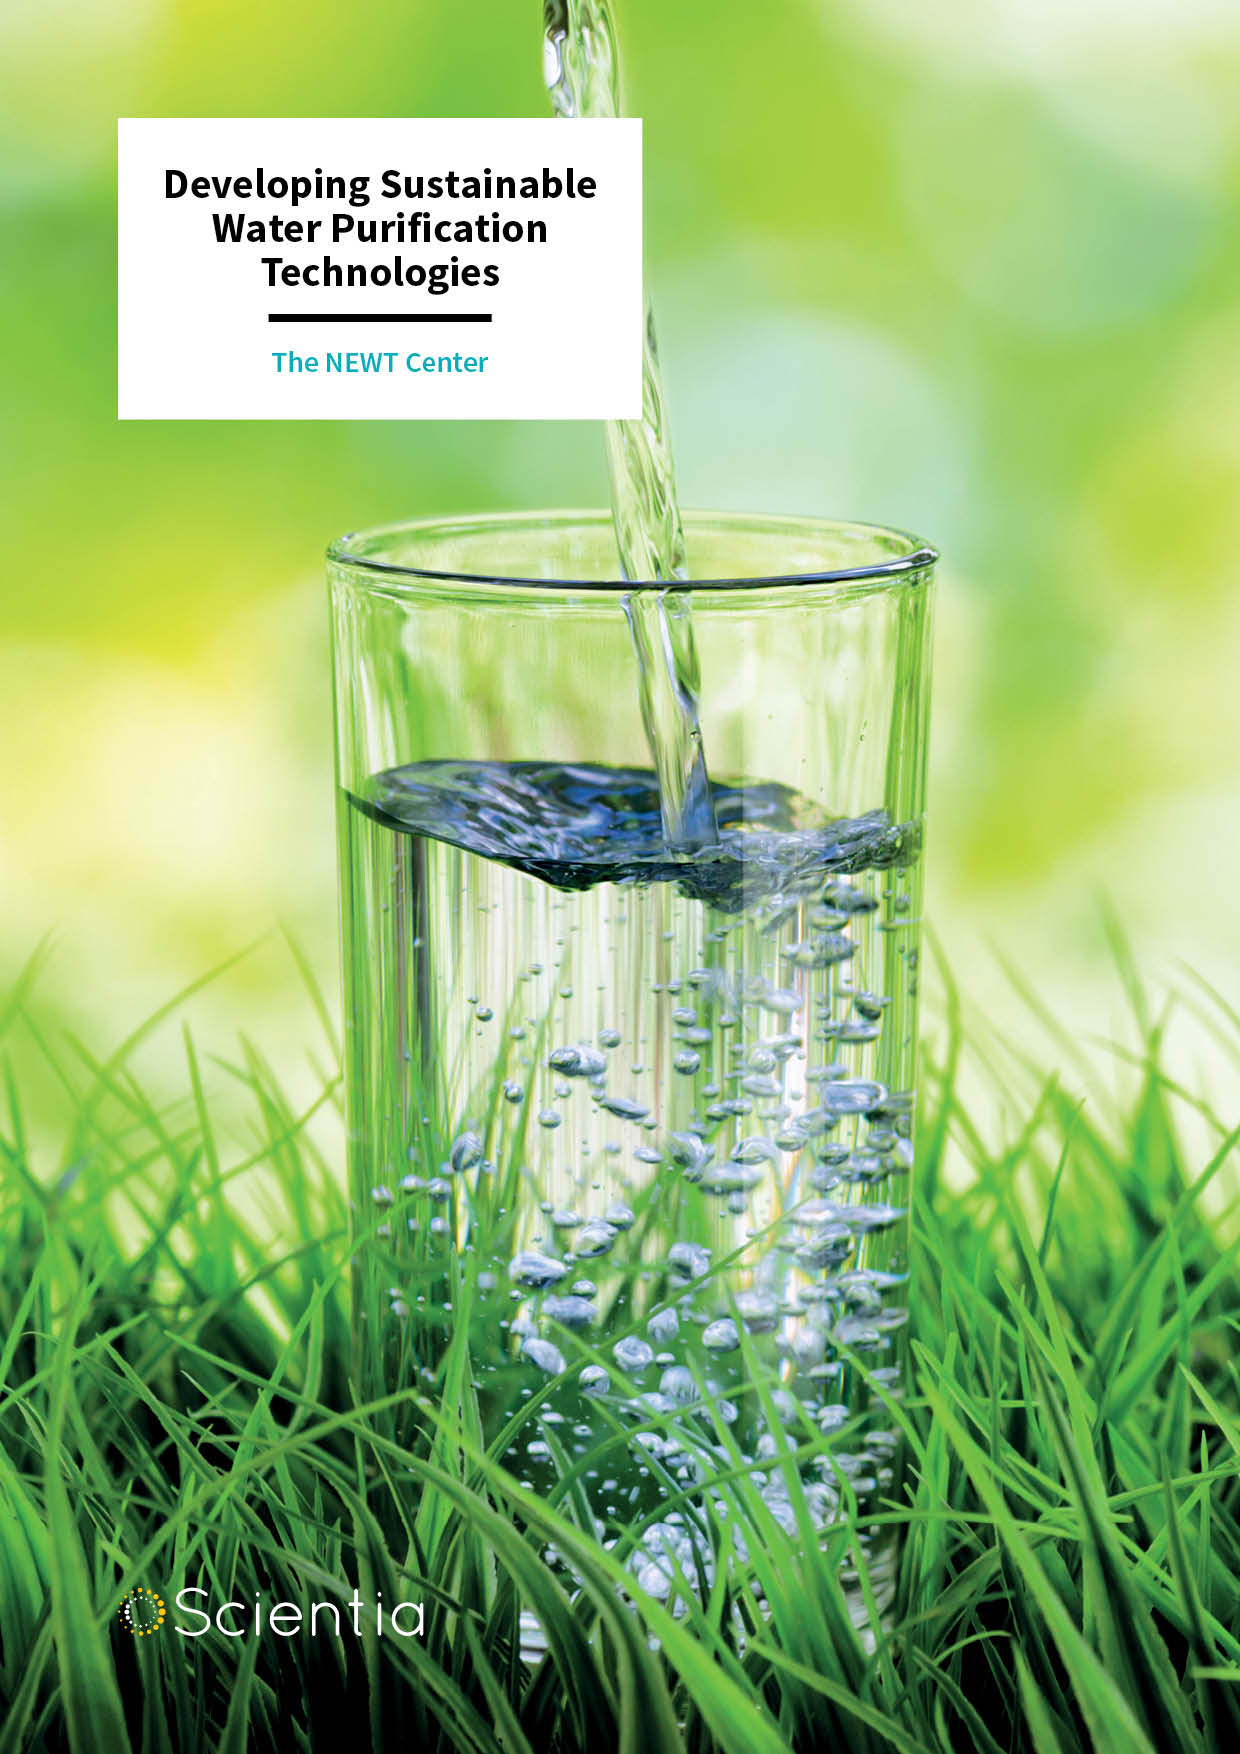 Developing Sustainable
Water Purification
Technologies
The NEWT Center
Scientia